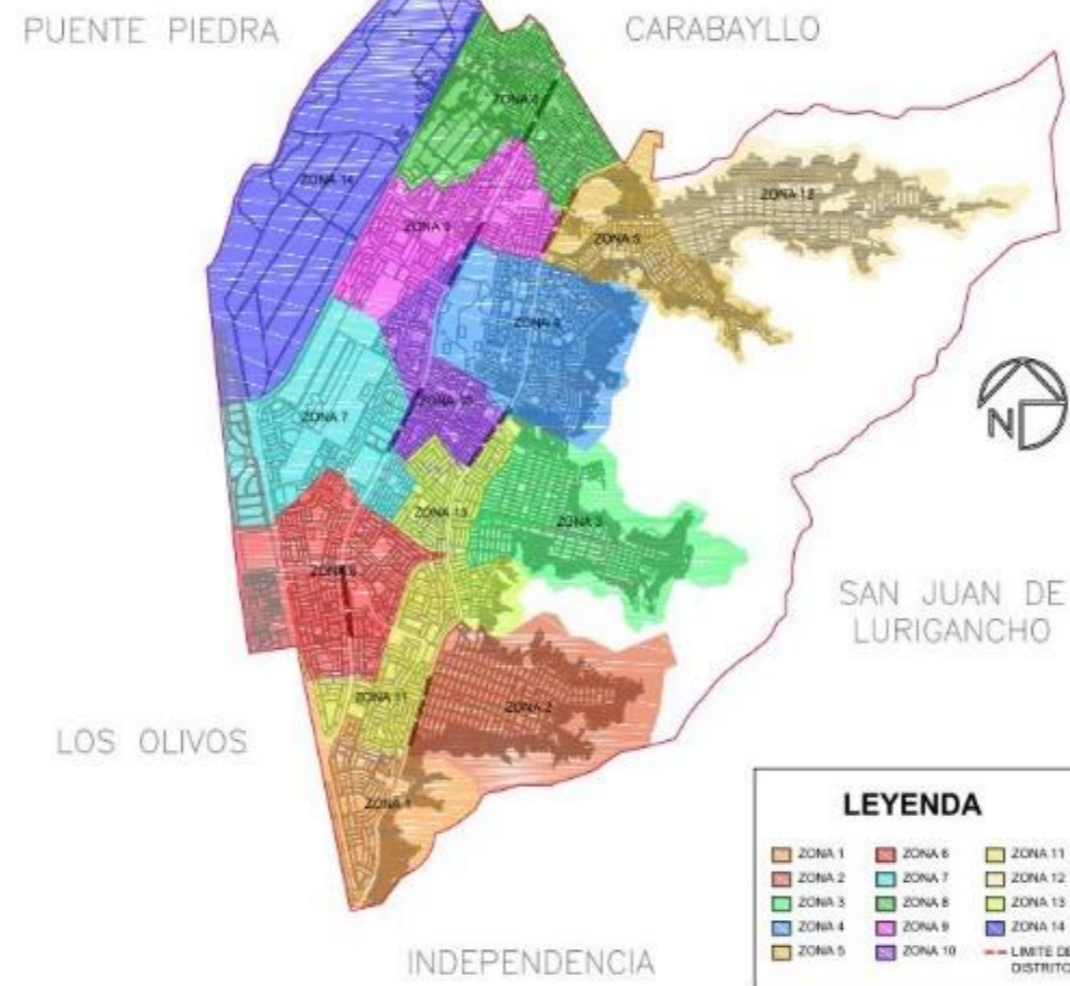 PUENTE PIEDRA
CARABAYLLO
ZONA 8
ZONA 14
ZONA 12
ZONA 9
ZONA 5
ZONA 4
ZONA 10
ZONA 7
ZONA 13
ZONA 3
ZONA 6
N
SAN JUAN DE
LURIGANCHO
ZONA 11
ZONA 2
LOS OLIVOS
ZONA 1
INDEPENDENCIA
LEYENDA
ZONA 1
ZONA 2
ZONA 3
ZONA 4
ZONA 5
ZONA 6
ZONA 7
ZONA 8
ZONA 9
ZONA 10
ZONA 11
ZONA 12
ZONA 13
ZONA 14
LIMITE DE
DISTRITO